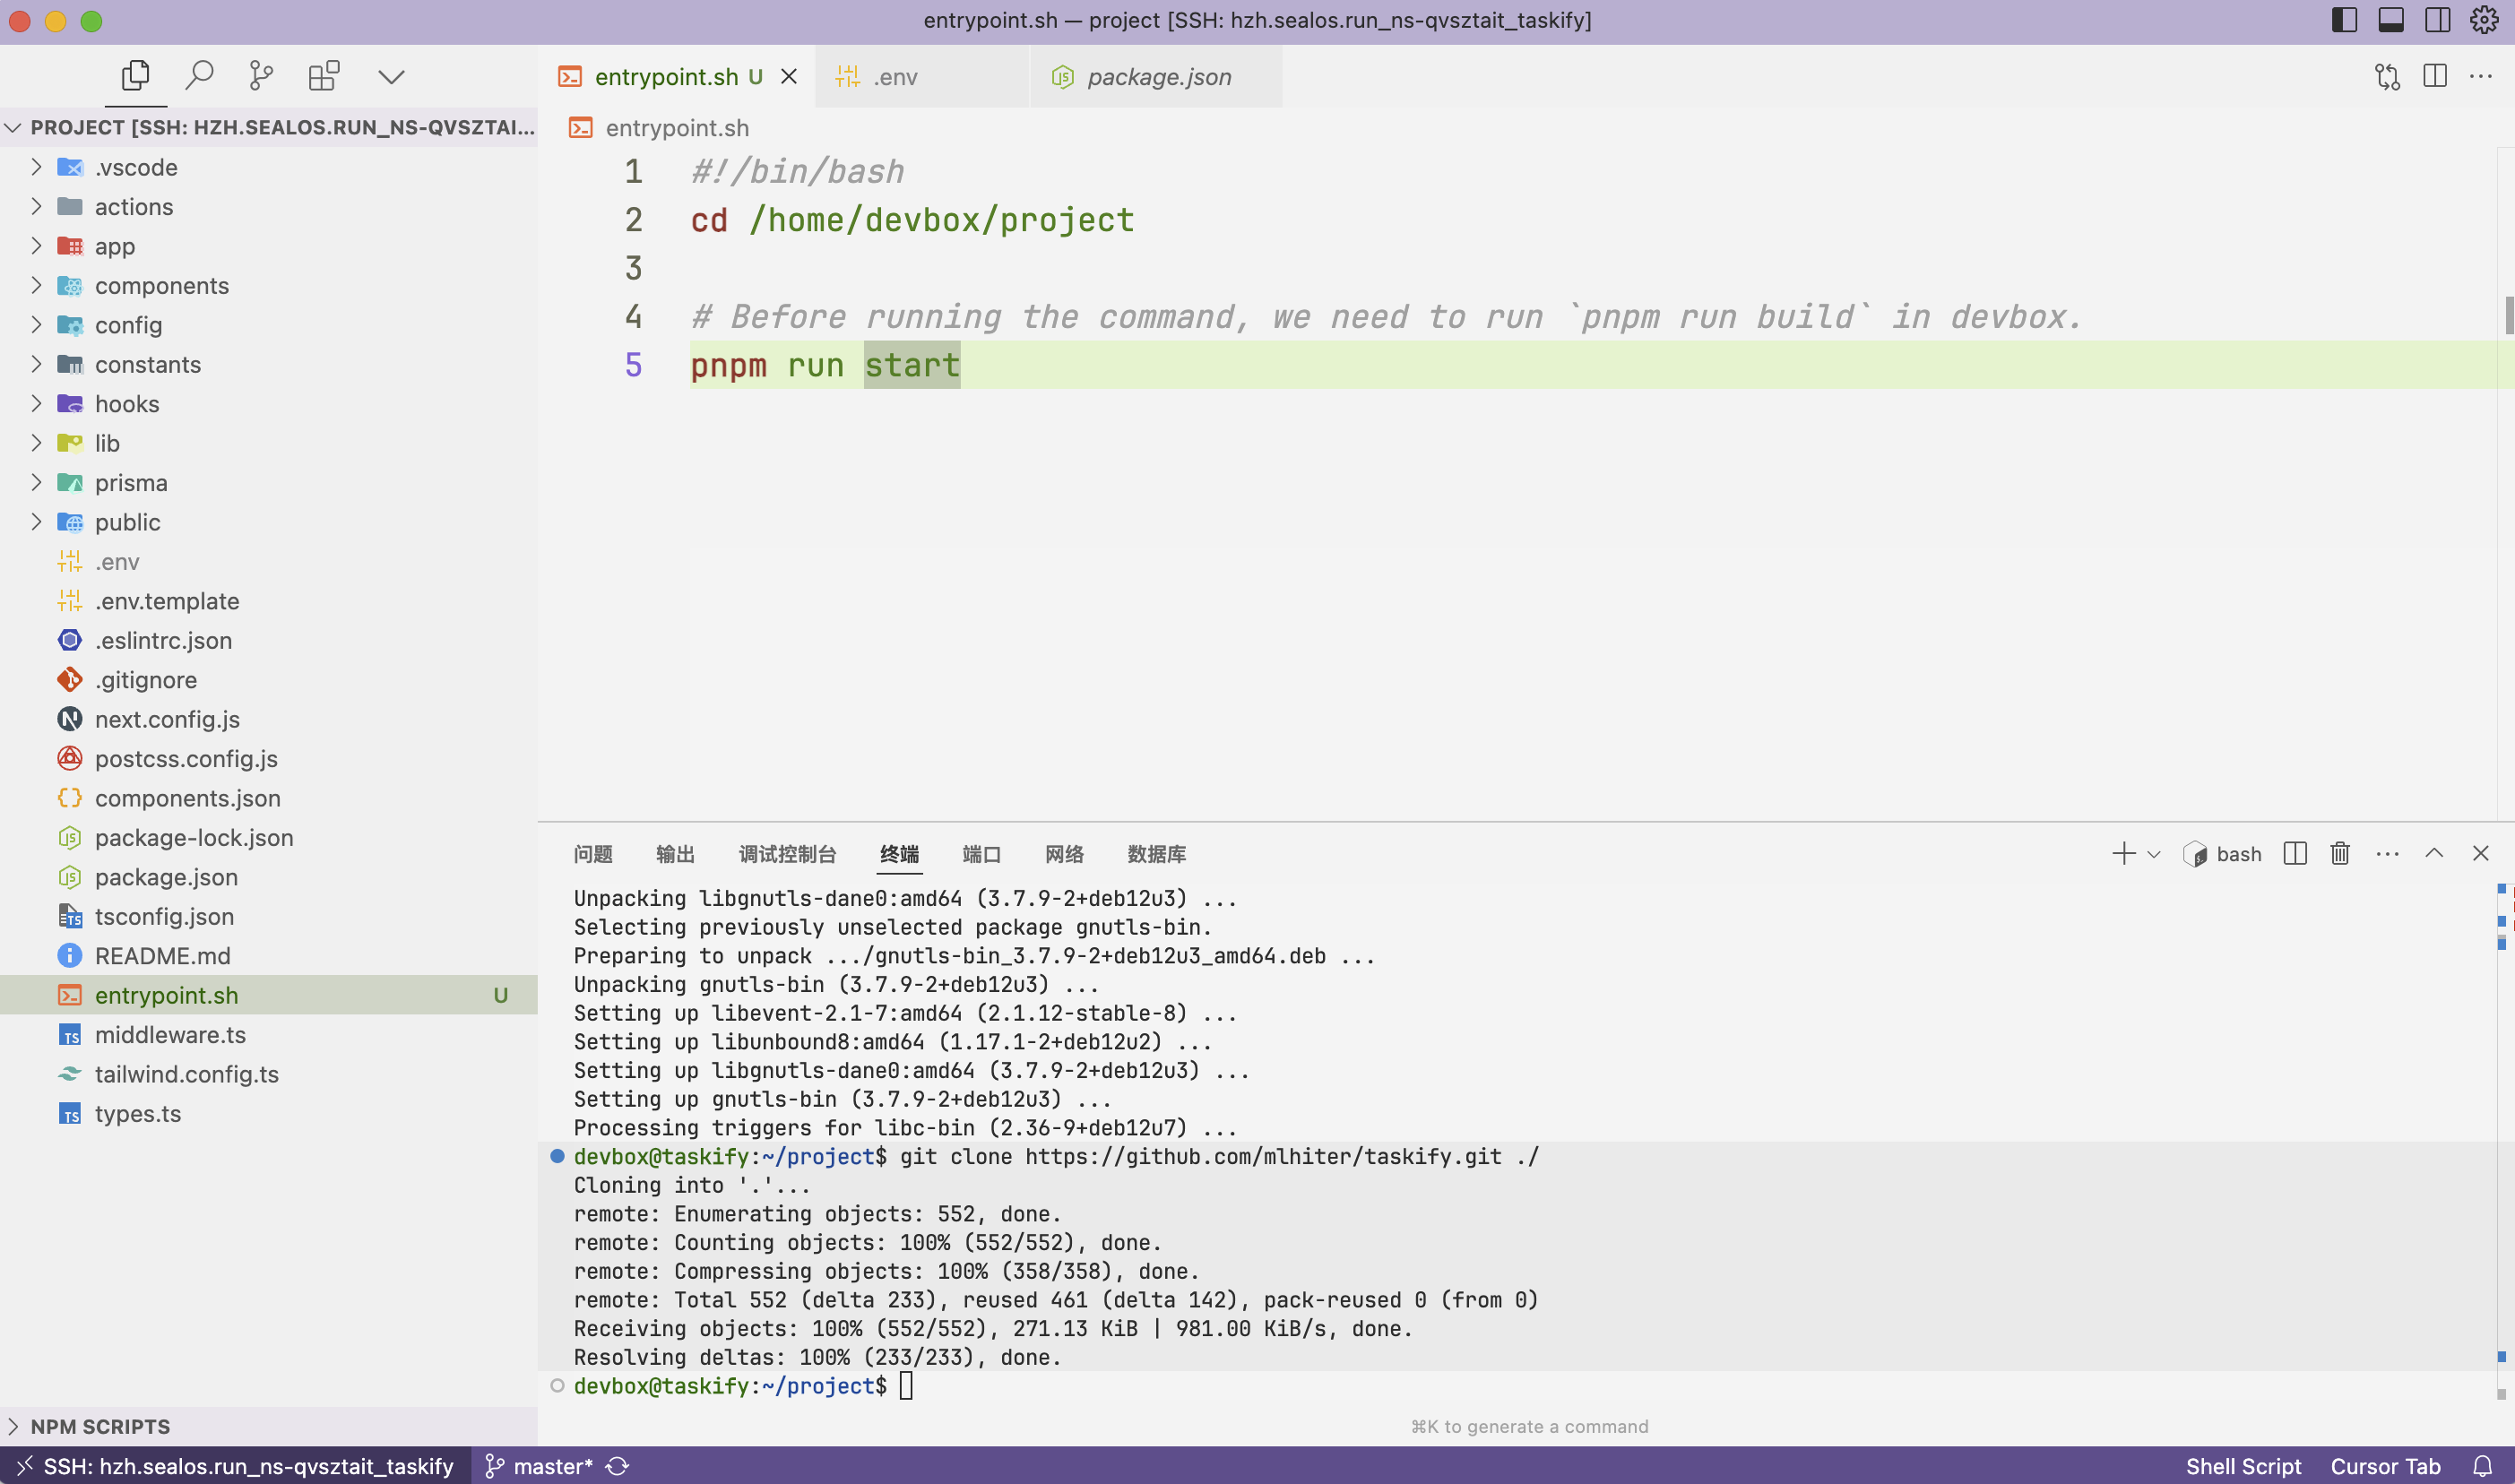 entrypoint.sh — project [SSH: hzh.sealos.run_ns-qvsztait_taskify]
entrypoint.sh U
.env
package.json
PROJECT [SSH: HZH.SEALOS.RUN_NS-QVSZTAI...
.vscode
actions
app
components
config
constants
hooks
lib
prisma
public
.env
.env.template
.eslintrc.json
.gitignore
next.config.js
postcss.config.js
components.json
package-lock.json
package.json
tsconfig.json
README.md
entrypoint.sh U
middleware.ts
tailwind.config.ts
types.ts
NPM SCRIPTS
entrypoint.sh
1 #!/bin/bash
2 cd /home/devbox/project
3
4 # Before running the command, we need to run `pnpm run build` in devbox.
5 pnpm run start
问题 输出 调试控制台 终端 端口 网络 数据库
bash
Unpacking libgnutls-dane0:amd64 (3.7.9-2+deb12u3) ...
Selecting previously unselected package gnutls-bin.
Preparing to unpack .../gnutls-bin_3.7.9-2+deb12u3_amd64.deb ...
Unpacking gnutls-bin (3.7.9-2+deb12u3) ...
Setting up libevent-2.1-7:amd64 (2.1.12-stable-8) ...
Setting up libunbound8:amd64 (1.17.1-2+deb12u2) ...
Setting up libgnutls-dane0:amd64 (3.7.9-2+deb12u3) ...
Setting up gnutls-bin (3.7.9-2+deb12u3) ...
Processing triggers for libc-bin (2.36-9+deb12u7) ...
devbox@taskify:~/project$ git clone https://github.com/mlhiter/taskify.git ./
Cloning into '.'...
remote: Enumerating objects: 552, done.
remote: Counting objects: 100% (552/552), done.
remote: Compressing objects: 100% (358/358), done.
remote: Total 552 (delta 233), reused 461 (delta 142), pack-reused 0 (from 0)
Receiving objects: 100% (552/552), 271.13 KiB | 981.00 KiB/s, done.
Resolving deltas: 100% (233/233), done.
devbox@taskify:~/project$
⌘K to generate a command
SSH: hzh.sealos.run_ns-qvsztait_taskify
master*
Shell Script
Cursor Tab